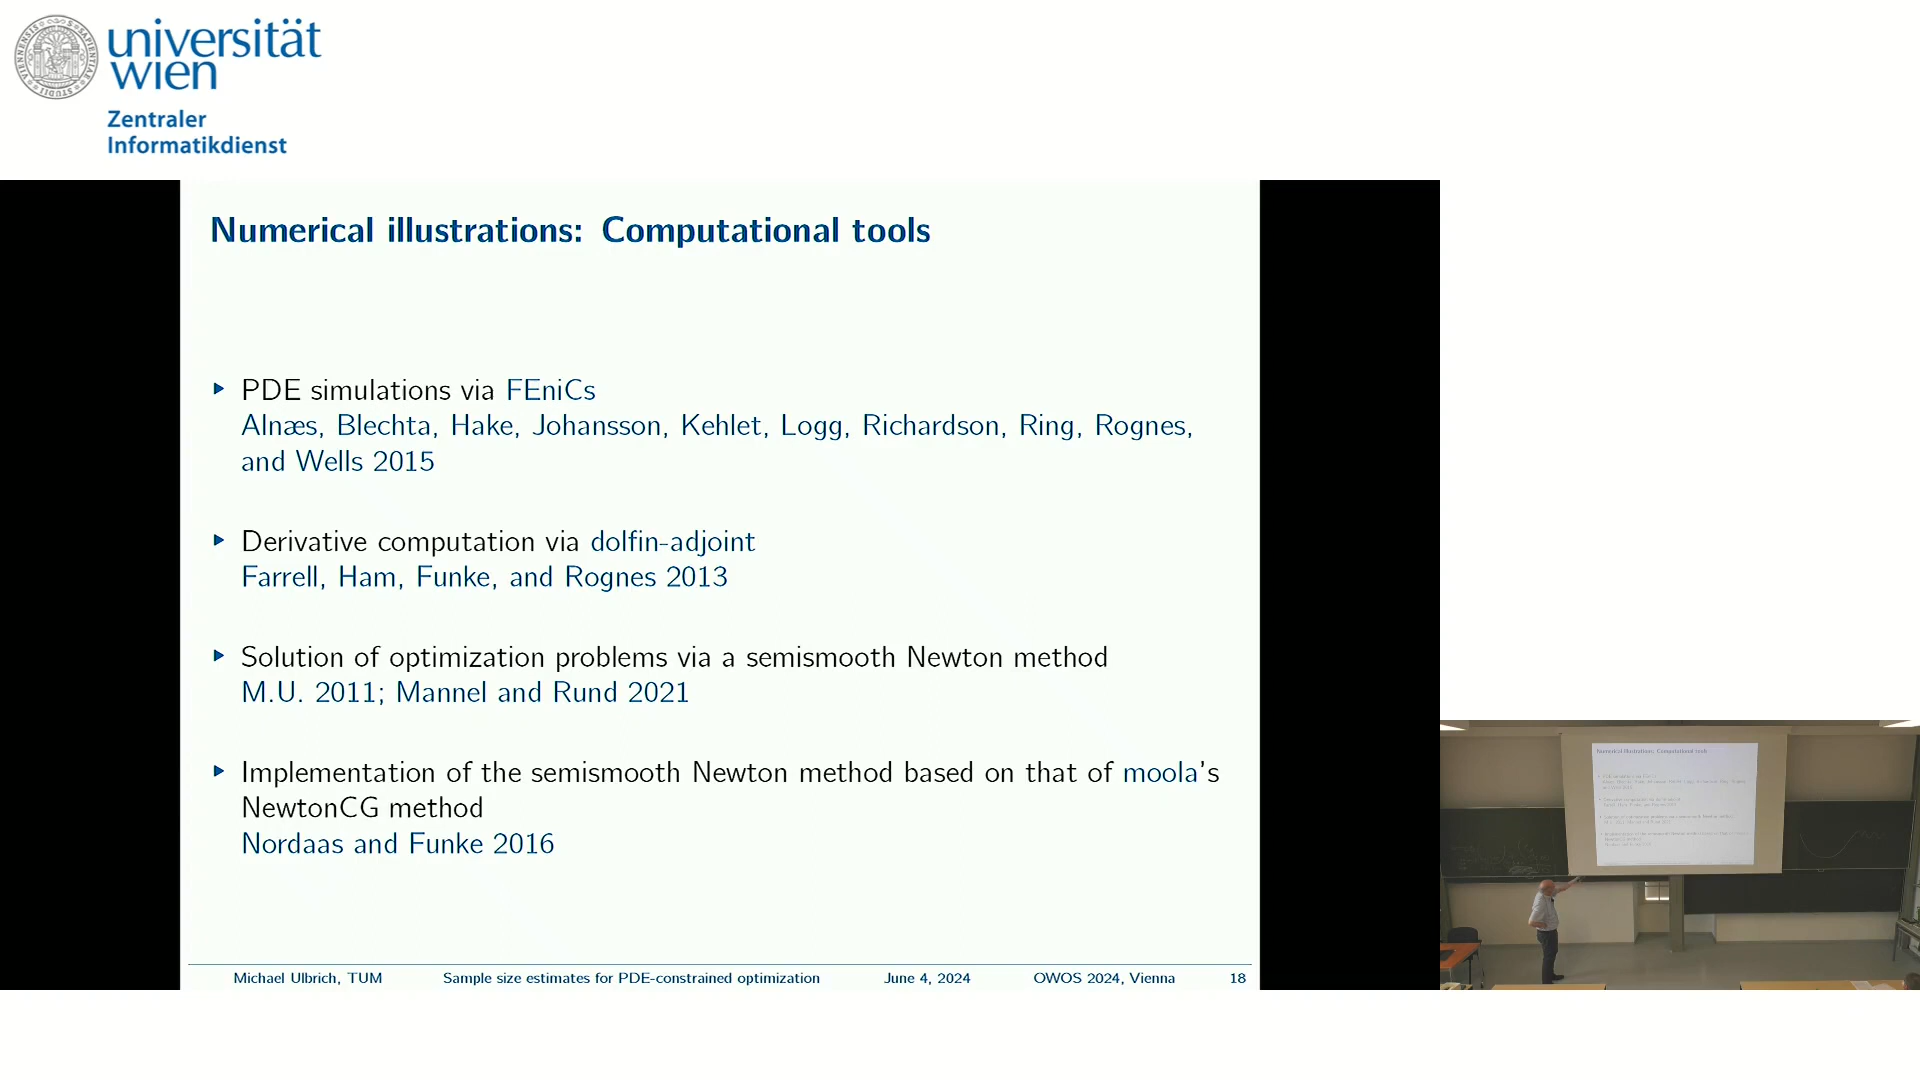 universität
wien
Zentraler
Informatikdienst
Numerical illustrations: Computational tools
PDE simulations via FEniCs
Alnæs, Blechta, Hake, Johansson, Kehlet, Logg, Richardson, Ring, Rognes,
and Wells 2015
Derivative computation via dolfin-adjoint
Farrell, Ham, Funke, and Rognes 2013
Solution of optimization problems via a semismooth Newton method
M.U. 2011; Mannel and Rund 2021
Implementation of the semismooth Newton method based on that of moola's
NewtonCG method
Nordaas and Funke 2016
Michael Ulbrich, TUM Sample size estimates for PDE-constrained optimization June 4, 2024 OWOS 2024, Vienna 18
Numerical illustrations: Computational tools